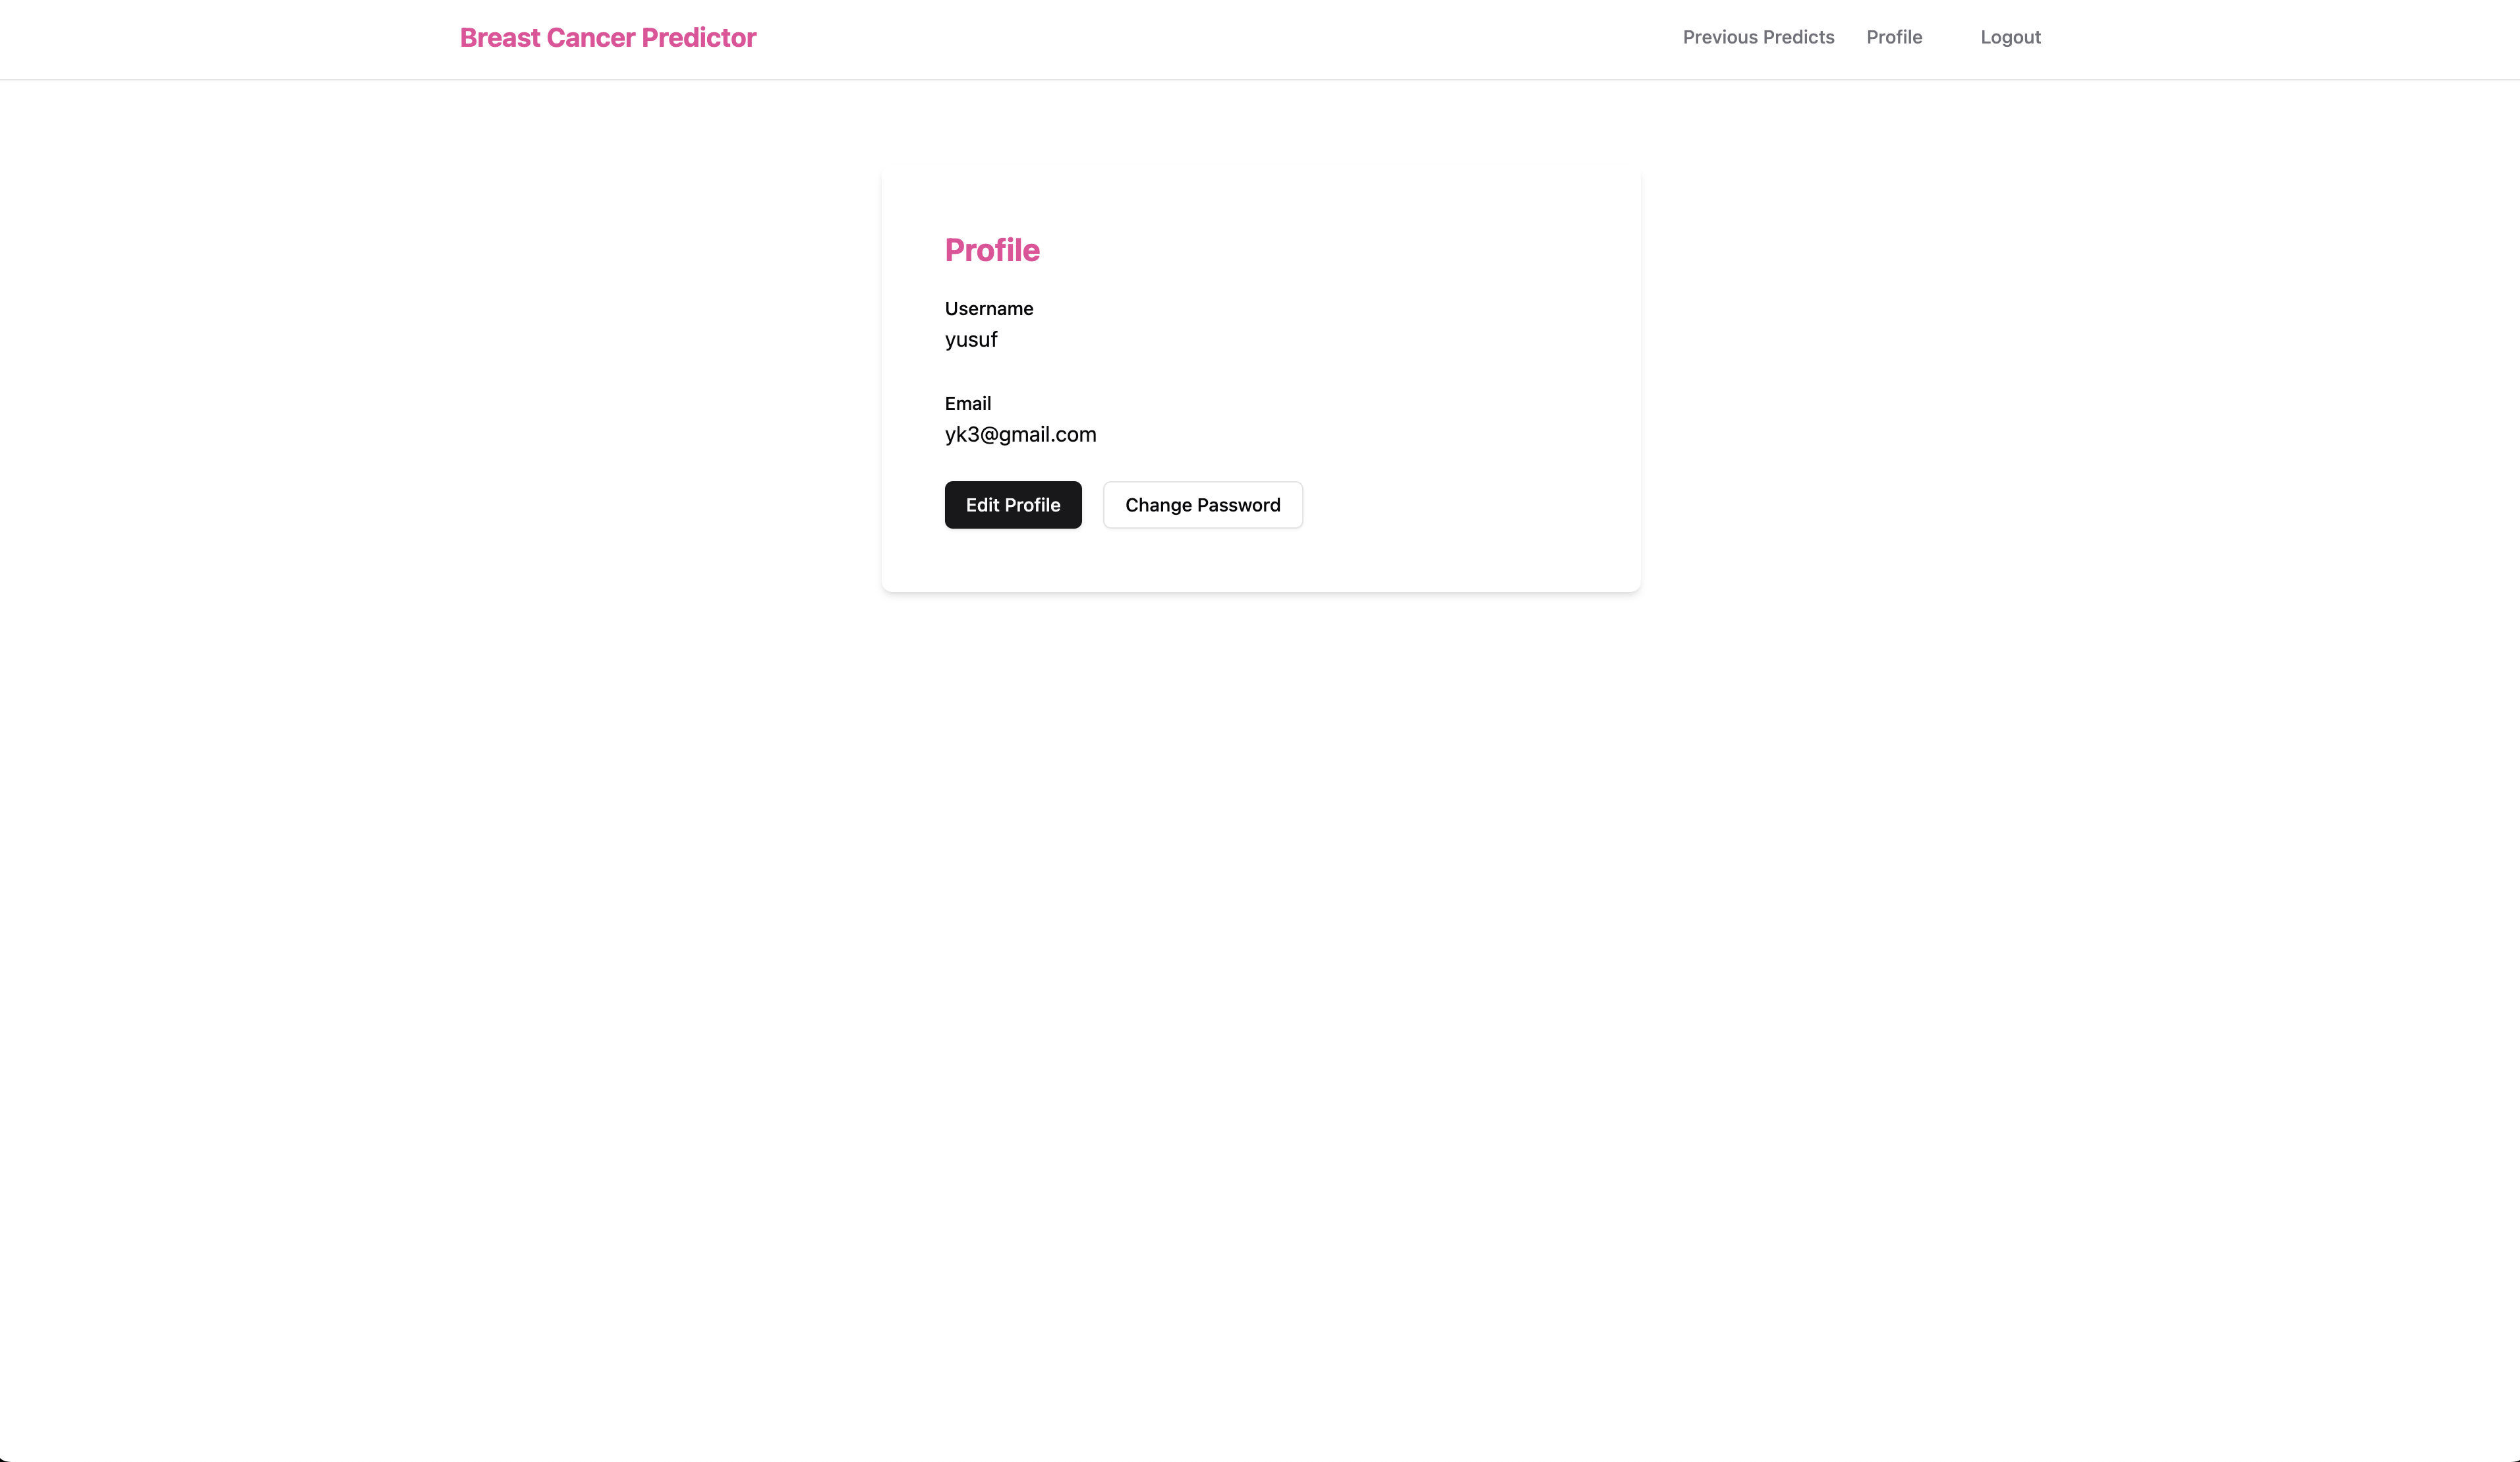 Breast Cancer Predictor
Previous Predicts
Profile
Logout
Profile
Username
yusuf
Email
yk3@gmail.com
Edit Profile
Change Password